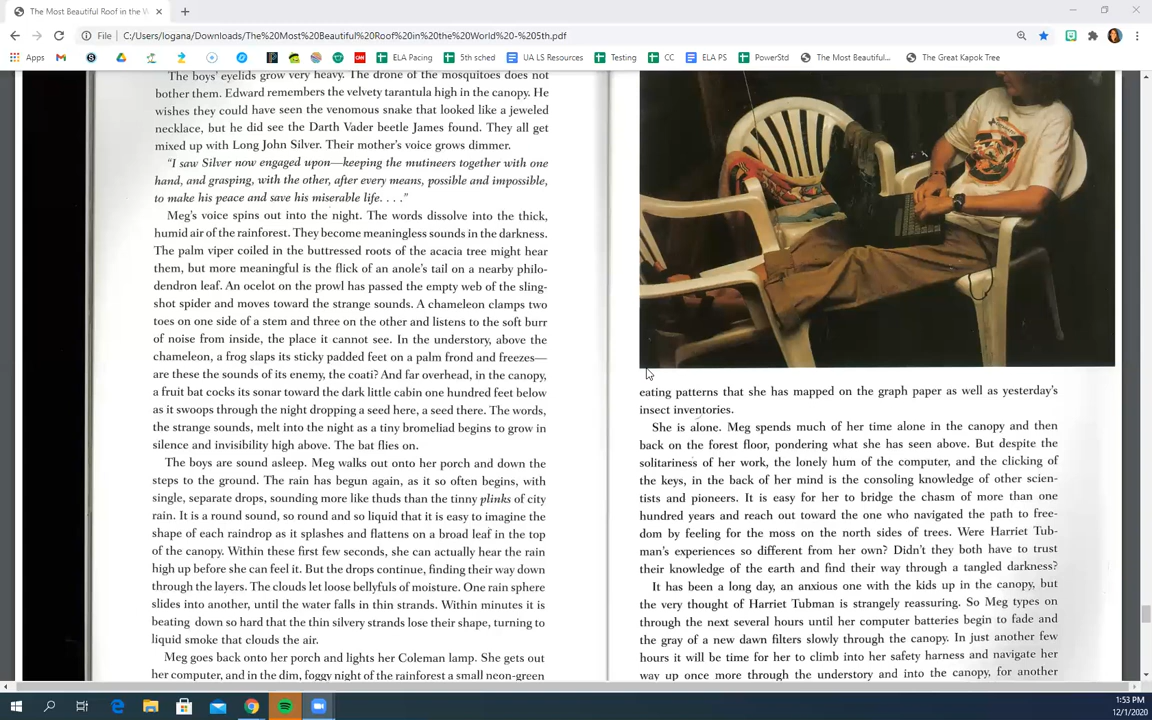 The Most Beautiful Roof in the W
File
C:/Users/logana/Downloads/The%20Most%20Beautiful%20Roof%20in%20the%20World%20-%205th.pdf
Apps
ELA Pacing
5th sched
UA LS Resources
Testing
CC
ELA PS
PowerStd
The Most Beautiful...
The Great Kapok Tree
The boys' eyelids grow very heavy. The drone of the mosquitoes does not
bother them. Edward remembers the velvety tarantula high in the canopy. He
wishes they could have seen the venomous snake that looked like a jeweled
necklace, but he did see the Darth Vader beetle James found. They all get
mixed up with Long John Silver. Their mother's voice grows dimmer.
"I saw Silver now engaged upon—keeping the mutineers together with one
hand, and grasping, with the other, after every means, possible and impossible,
to make his peace and save his miserable life. . . ."
Meg's voice spins out into the night. The words dissolve into the thick,
humid air of the rainforest. They become meaningless sounds in the darkness.
The palm viper coiled in the buttressed roots of the acacia tree might hear
them, but more meaningful is the flick of an anole's tail on a nearby philo-
dendron leaf. An ocelot on the prowl has passed the empty web of the sling-
shot spider and moves toward the strange sounds. A chameleon clamps two
toes on one side of a stem and three on the other and listens to the soft burr
of noise from inside, the place it cannot see. In the understory, above the
chameleon, a frog slaps its sticky padded feet on a palm frond and freezes—
are these the sounds of its enemy, the coati? And far overhead, in the canopy,
a fruit bat cocks its sonar toward the dark little cabin one hundred feet below
as it swoops through the night dropping a seed here, a seed there. The words,
the strange sounds, melt into the night as a tiny bromeliad begins to grow in
silence and invisibility high above. The bat flies on.
The boys are sound asleep. Meg walks out onto her porch and down the
steps to the ground. The rain has begun again, as it so often begins, with
single, separate drops, sounding more like thuds than the tinny plinks of city
rain. It is a round sound, so round and so liquid that it is easy to imagine the
shape of each raindrop as it splashes and flattens on a broad leaf in the top
of the canopy. Within these first few seconds, she can actually hear the rain
high up before she can feel it. But the drops continue, finding their way down
through the layers. The clouds let loose bellyfuls of moisture. One rain sphere
slides into another, until the water falls in thin strands. Within minutes it is
beating down so hard that the thin silvery strands lose their shape, turning to
liquid smoke that clouds the air.
Meg goes back onto her porch and lights her Coleman lamp. She gets out
her computer, and in the dim, foggy night of the rainforest a small neon-green
eating patterns that she has mapped on the graph paper as well as yesterday's
insect inventories.
She is alone. Meg spends much of her time alone in the canopy and then
back on the forest floor, pondering what she has seen above. But despite the
solitariness of her work, the lonely hum of the computer, and the clicking of
the keys, in the back of her mind is the consoling knowledge of other scien-
tists and pioneers. It is easy for her to bridge the chasm of more than one
hundred years and reach out toward the one who navigated the path to free-
dom by feeling for the moss on the north sides of trees. Were Harriet Tub-
man's experiences so different from her own? Didn't they both have to trust
their knowledge of the earth and find their way through a tangled darkness?
It has been a long day, an anxious one with the kids up in the canopy, but
the very thought of Harriet Tubman is strangely reassuring. So Meg types on
through the next several hours until her computer batteries begin to fade and
the gray of a new dawn filters slowly through the canopy. In just another few
hours it will be time for her to climb into her safety harness and navigate her
way up once more through the understory and into the canopy, for another
1:53 PM
12/1/2020